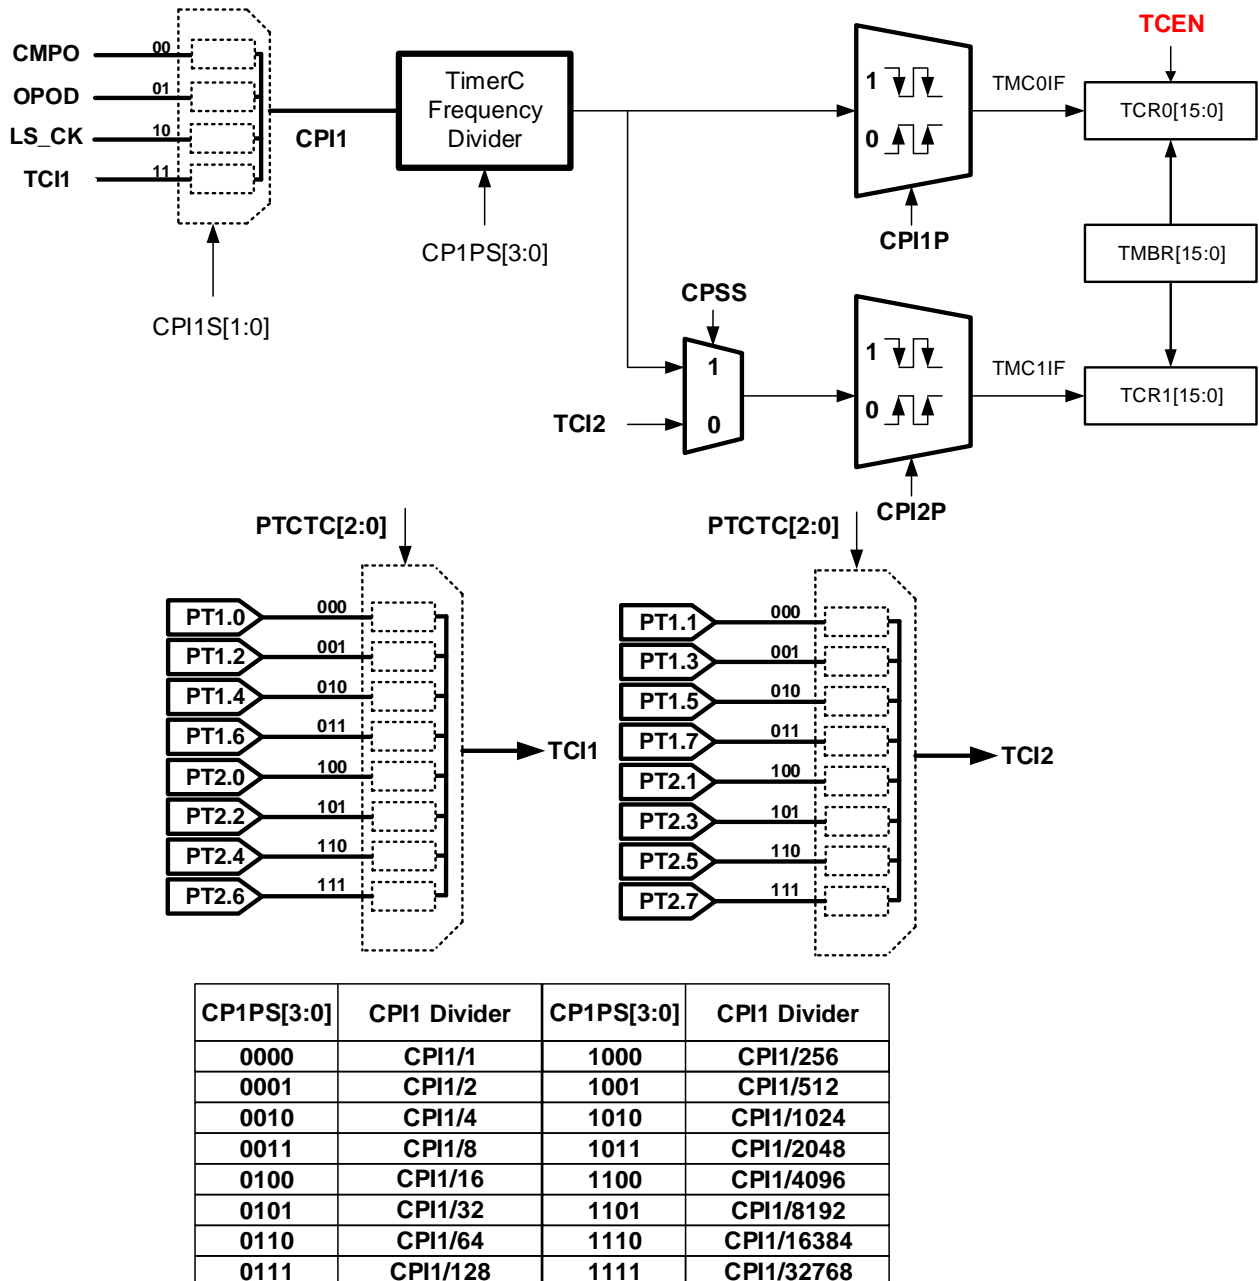 TCEN
CMPO 00
OPOD 01
LS_CK 10
TCI1 11
CPI1
TimerC
Frequency
Divider
CP1PS[3:0]
CPI1S[1:0]
1
0
CPI1P
TMC0IF
TCR0[15:0]
TMBR[15:0]
CPSS
1
0
TCI2
1
0
CPI2P
TMC1IF
TCR1[15:0]
PTCTC[2:0]
PT1.0 000
PT1.2 001
PT1.4 010
PT1.6 011
PT2.0 100
PT2.2 101
PT2.4 110
PT2.6 111
TCI1
PTCTC[2:0]
PT1.1 000
PT1.3 001
PT1.5 010
PT1.7 011
PT2.1 100
PT2.3 101
PT2.5 110
PT2.7 111
TCI2
CP1PS[3:0] CPI1 Divider CP1PS[3:0] CPI1 Divider
0000 CPI1/1 1000 CPI1/256
0001 CPI1/2 1001 CPI1/512
0010 CPI1/4 1010 CPI1/1024
0011 CPI1/8 1011 CPI1/2048
0100 CPI1/16 1100 CPI1/4096
0101 CPI1/32 1101 CPI1/8192
0110 CPI1/64 1110 CPI1/16384
0111 CPI1/128 1111 CPI1/32768